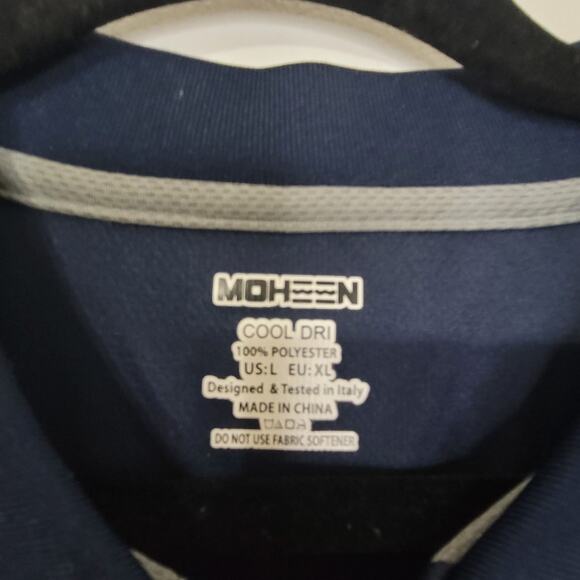 MOHEEN
COOL DRI
100% POLYESTER
US:L EU:XL
Designed & Tested in Italy
MADE IN CHINA
DO NOT USE FABRIC SOFTENER